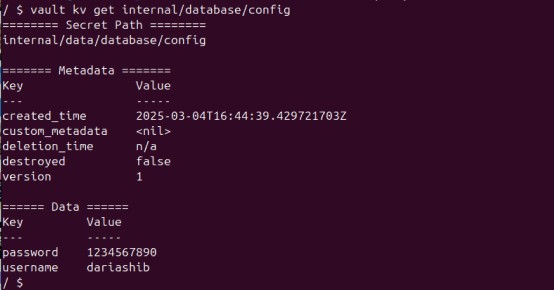 / $ vault kv get internal/database/config
======== Secret Path ========
internal/data/database/config

======= Metadata =======
Key                Value
---                -----
created_time       2025-03-04T16:44:39.429721703Z
custom_metadata    <nil>
deletion_time      n/a
destroyed          false
version            1

====== Data ======
Key         Value
---         -----
password    1234567890
username    dariashib
/ $